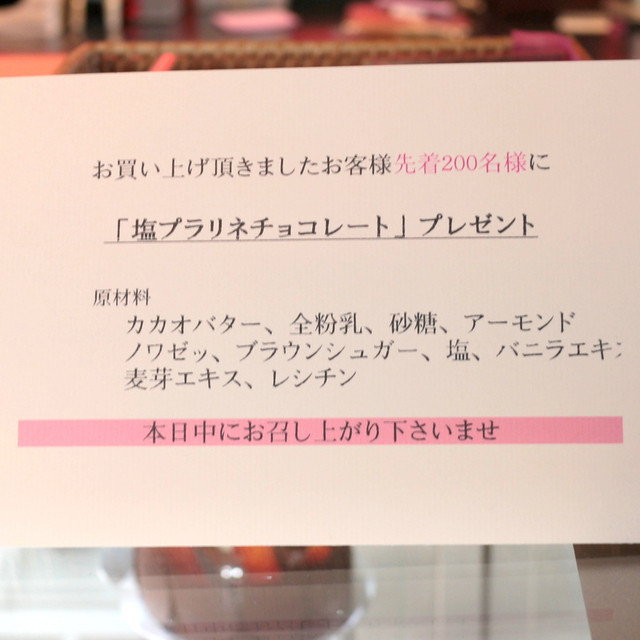 お買い上げ頂きましたお客様先着200名様に
「塩プラリネチョコレート」プレゼント
原材料
カカオバター、全粉乳、砂糖、アーモンド
ノワゼッ、ブラウンシュガー、塩、バニラエキス
麦芽エキス、レシチン
本日中にお召し上がり下さいませ